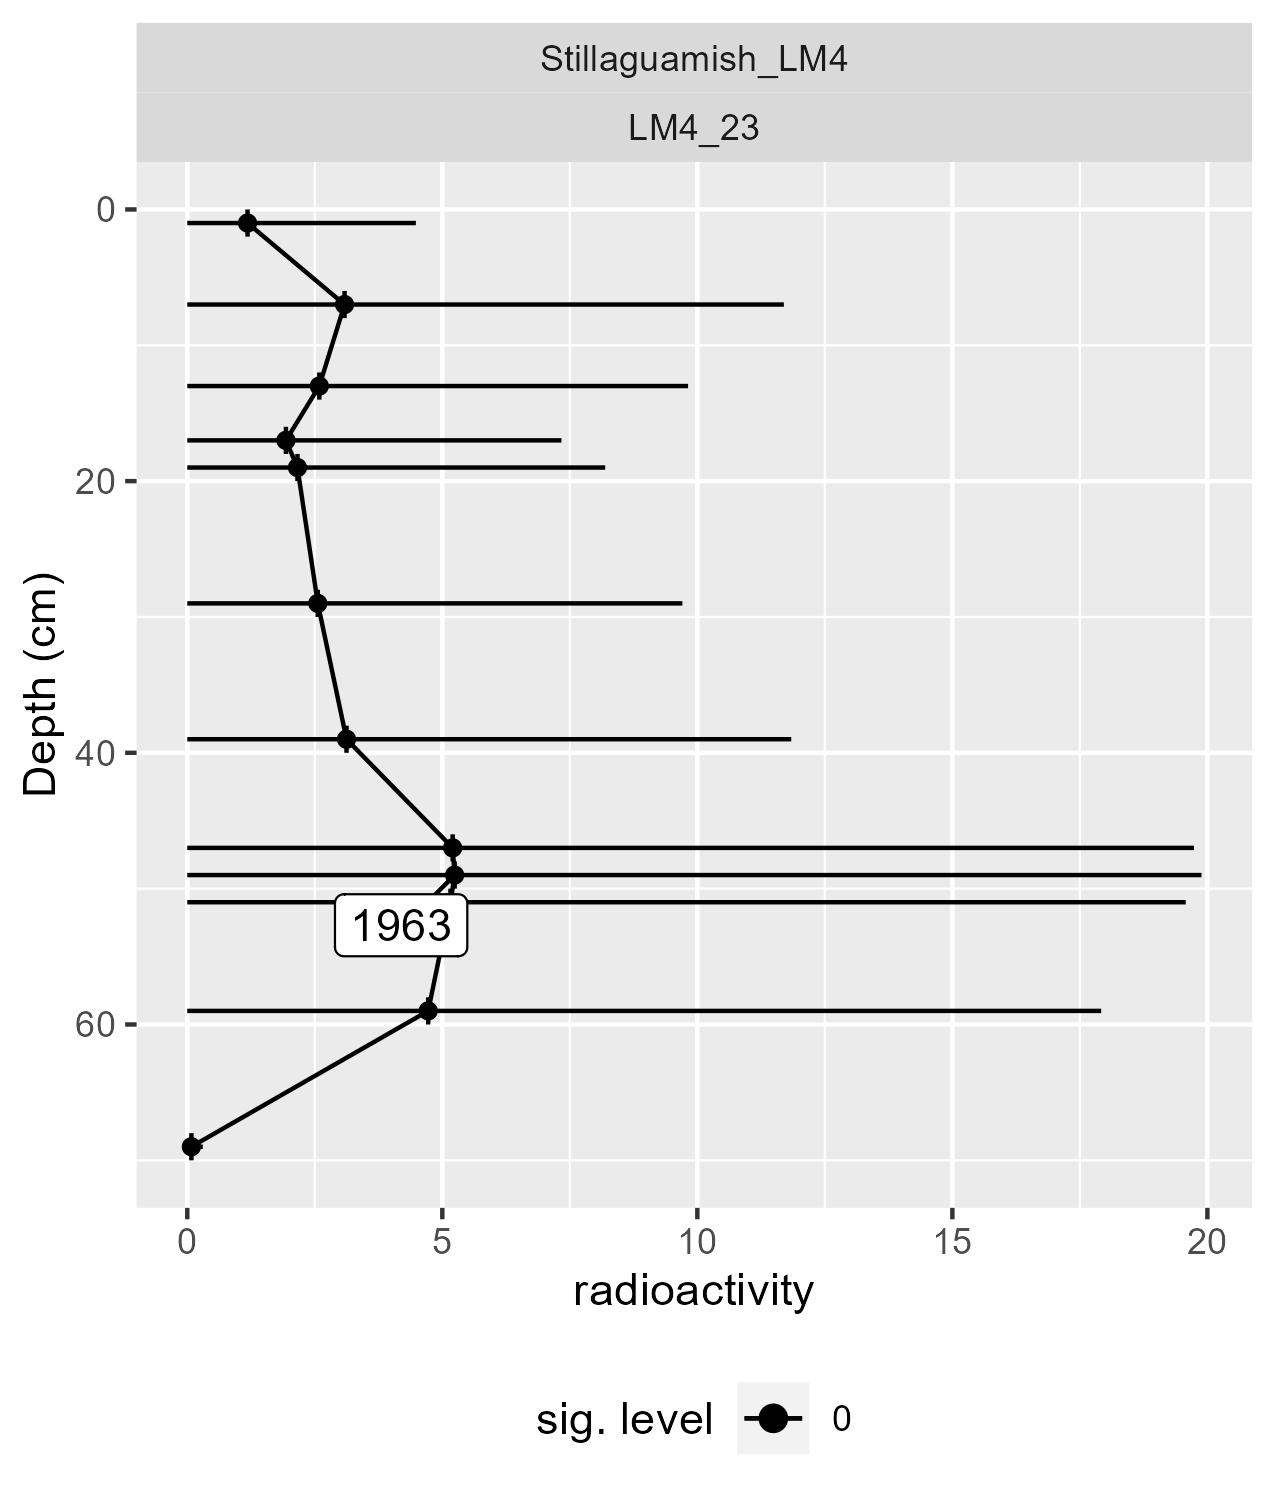 Stillaguamish_LM4
LM4_23
0
20
40
60
Depth (cm)
1963
0 5 10 15 20
radioactivity
sig. level 0